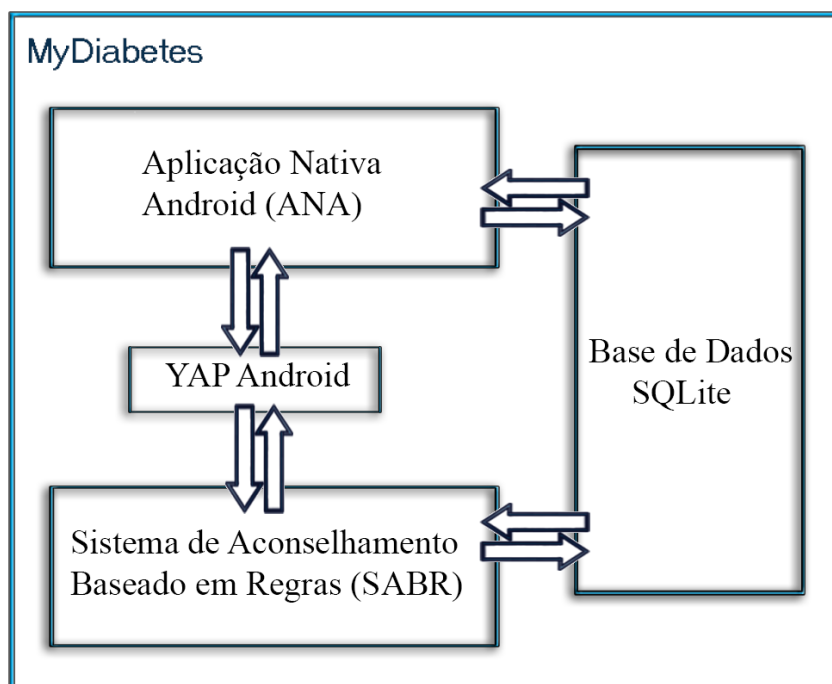 MyDiabetes
Aplicação Nativa
Android (ANA)
YAP Android
Base de Dados
SQLite
Sistema de Aconselhamento
Baseado em Regras (SABR)